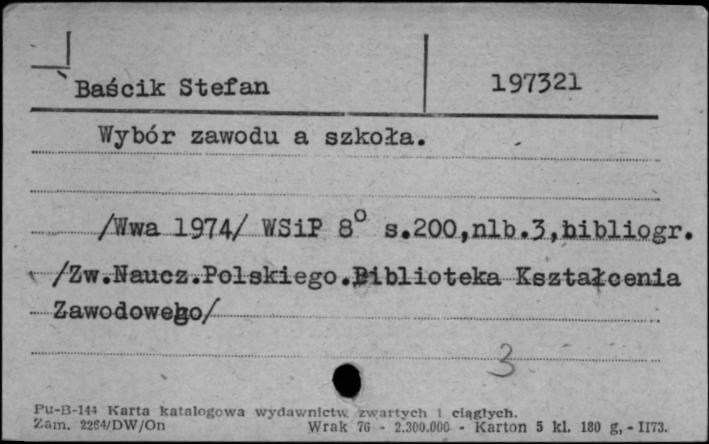 Baścik Stefan 197321
Wybór zawodu a szkoła.
/Wwa 1974/ WSiP 8° s.200,nlb.3,bibliogr.
/Zw.Naucz.Polskiego.Biblioteka Kształcenia
Zawodowego/
3
Pu-B-144 Karta katalogowa wydawnictw zwartych i ciągłych.
Zam. 2264/DW/On Wrak 76 - 2.300.000 - Karton 5 kl. 180 g, - II73.